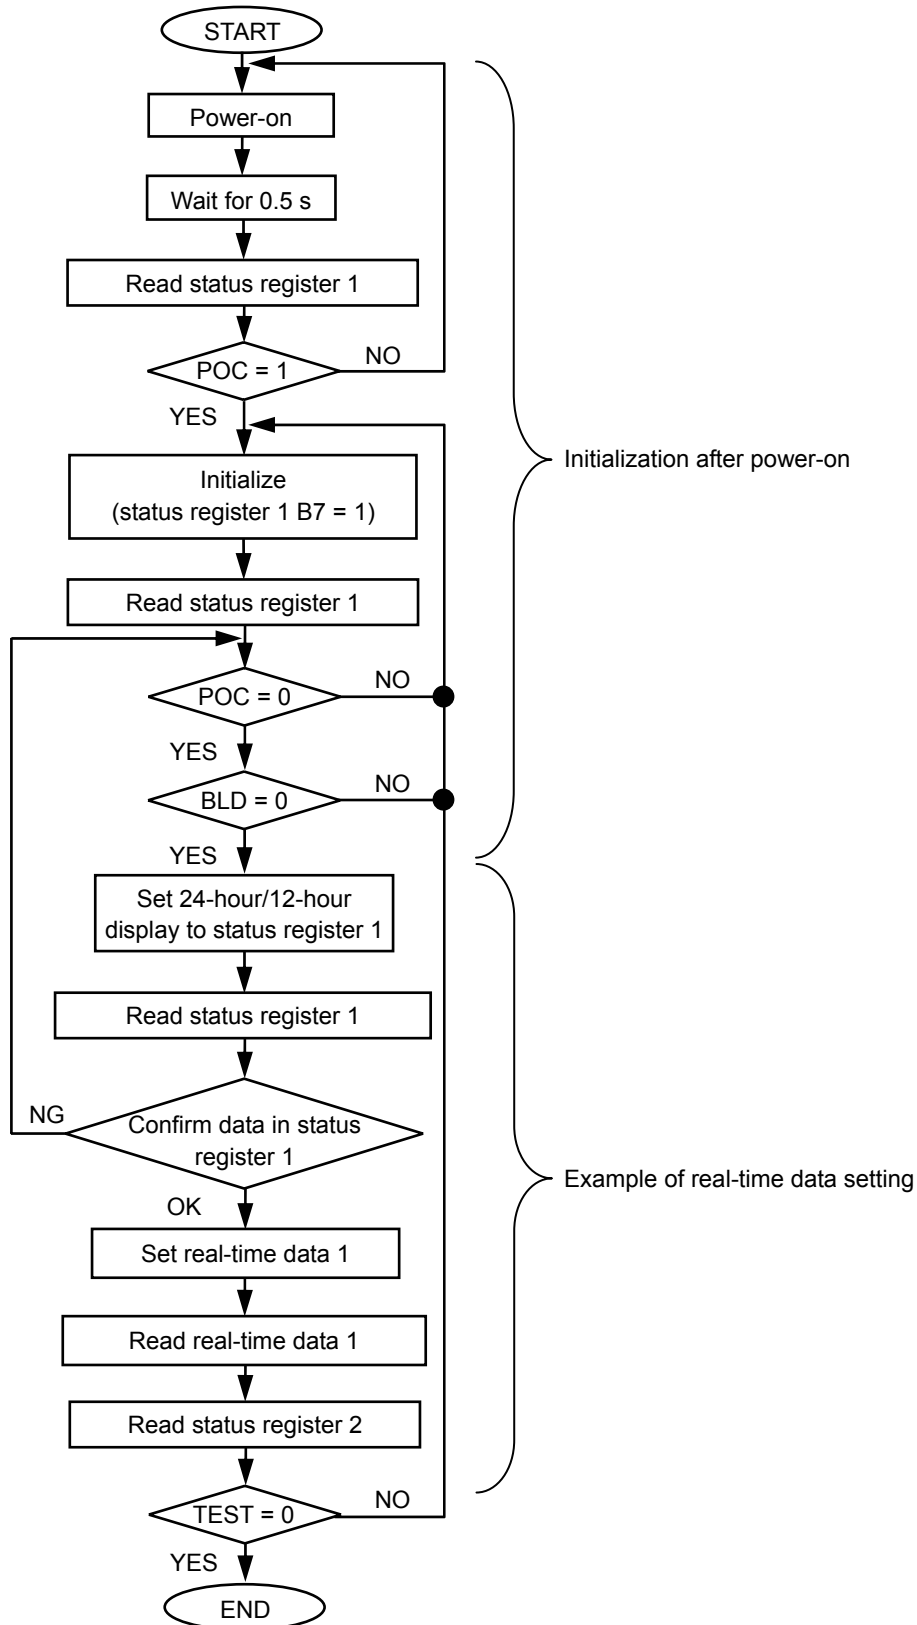 START
Power-on
Wait for 0.5 s
Read status register 1
POC = 1
NO
YES
Initialize
(status register 1 B7 = 1)
Initialization after power-on
Read status register 1
POC = 0
NO
YES
BLD = 0
NO
YES
Set 24-hour/12-hour
display to status register 1
Read status register 1
NG
Confirm data in status
register 1
Example of real-time data setting
OK
Set real-time data 1
Read real-time data 1
Read status register 2
TEST = 0
NO
YES
END